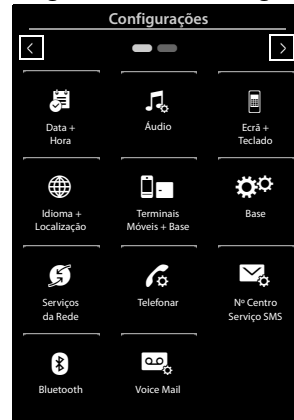 Configurações
Data +
Hora
Áudio
Ecrã +
Teclado
Idioma +
Localização
Terminais
Móveis + Base
Base
Serviços
da Rede
Telefonar
Nº Centro
Serviço SMS
Bluetooth
Voice Mail